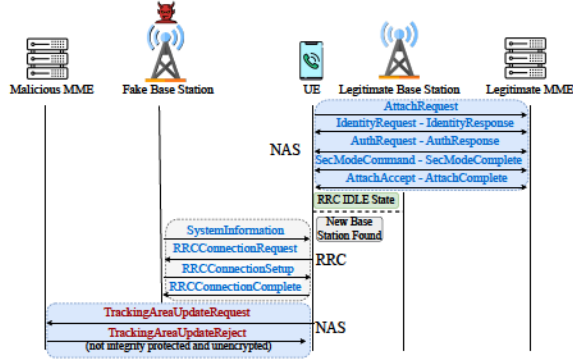 Malicious MME
Fake Base Station
UE
Legitimate Base Station
Legitimate MME
AttachRequest
IdentityRequest - IdentityResponse
NAS
AuthRequest - AuthResponse
SecModeCommand - SecModeComplete
AttachAccept - AttachComplete
RRC IDLE State
New Base
Station Found
SystemInformation
RRCConnectionRequest
RRC
RRCConnectionSetup
RRCConnectionComplete
TrackingAreaUpdateRequest
NAS
TrackingAreaUpdateReject
(not integrity protected and unencrypted)